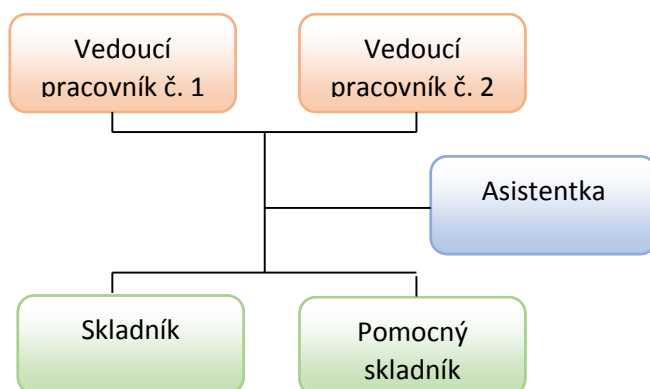 Vedoucí
pracovník č. 1
Vedoucí
pracovník č. 2
Asistentka
Skladník
Pomocný
skladník